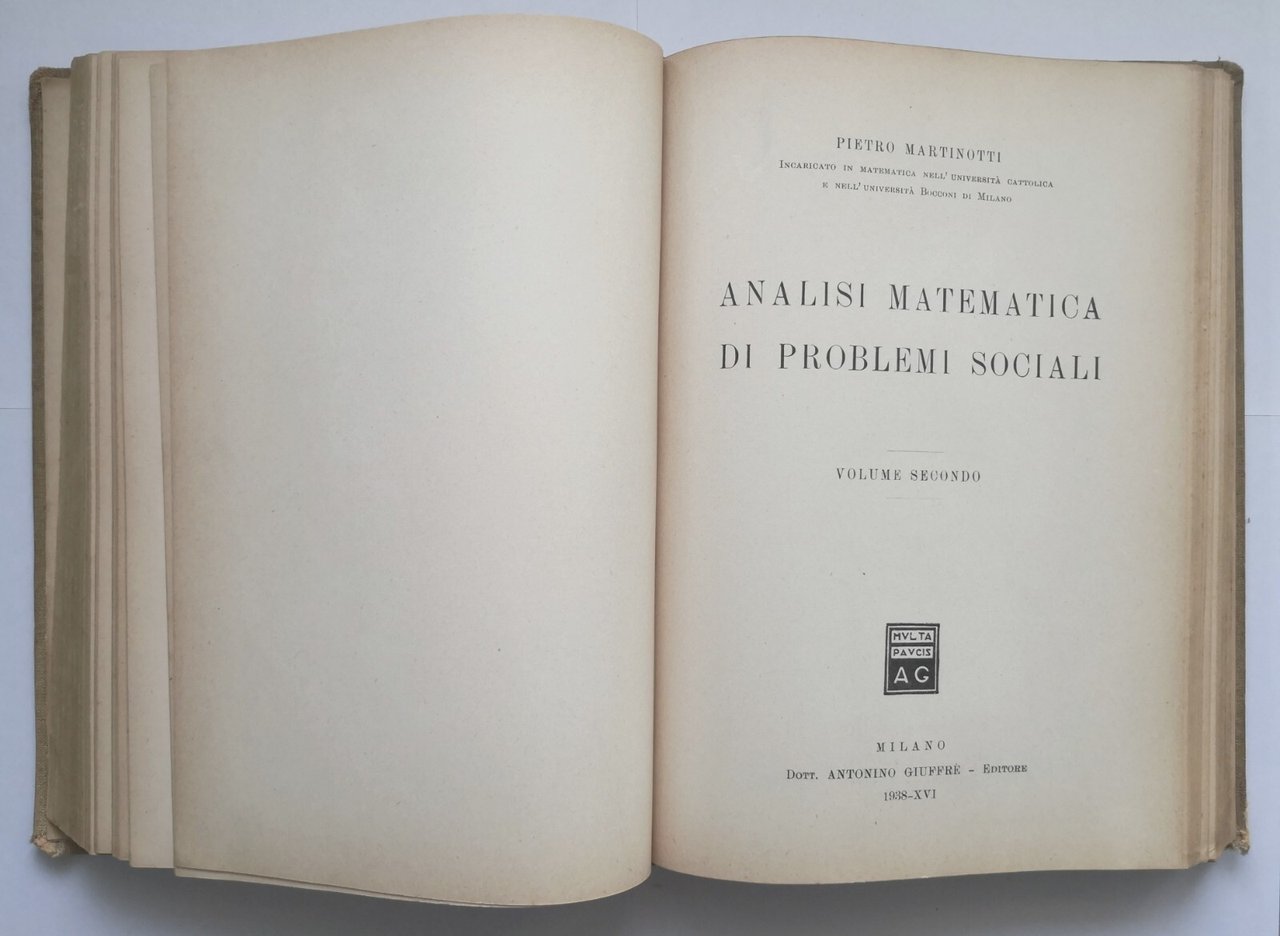 PIETRO MARTINOTTI
INCARICATO IN MATEMATICA NELL'UNIVERSITÀ CATTOLICA
E NELL'UNIVERSITÀ BOCCONI DI MILANO
ANALISI MATEMATICA
DI PROBLEMI SOCIALI
VOLUME SECONDO
MVLTA
PAVCIS
AG
MILANO
DOTT. ANTONINO GIUFFRÈ - EDITORE
1938-XVI